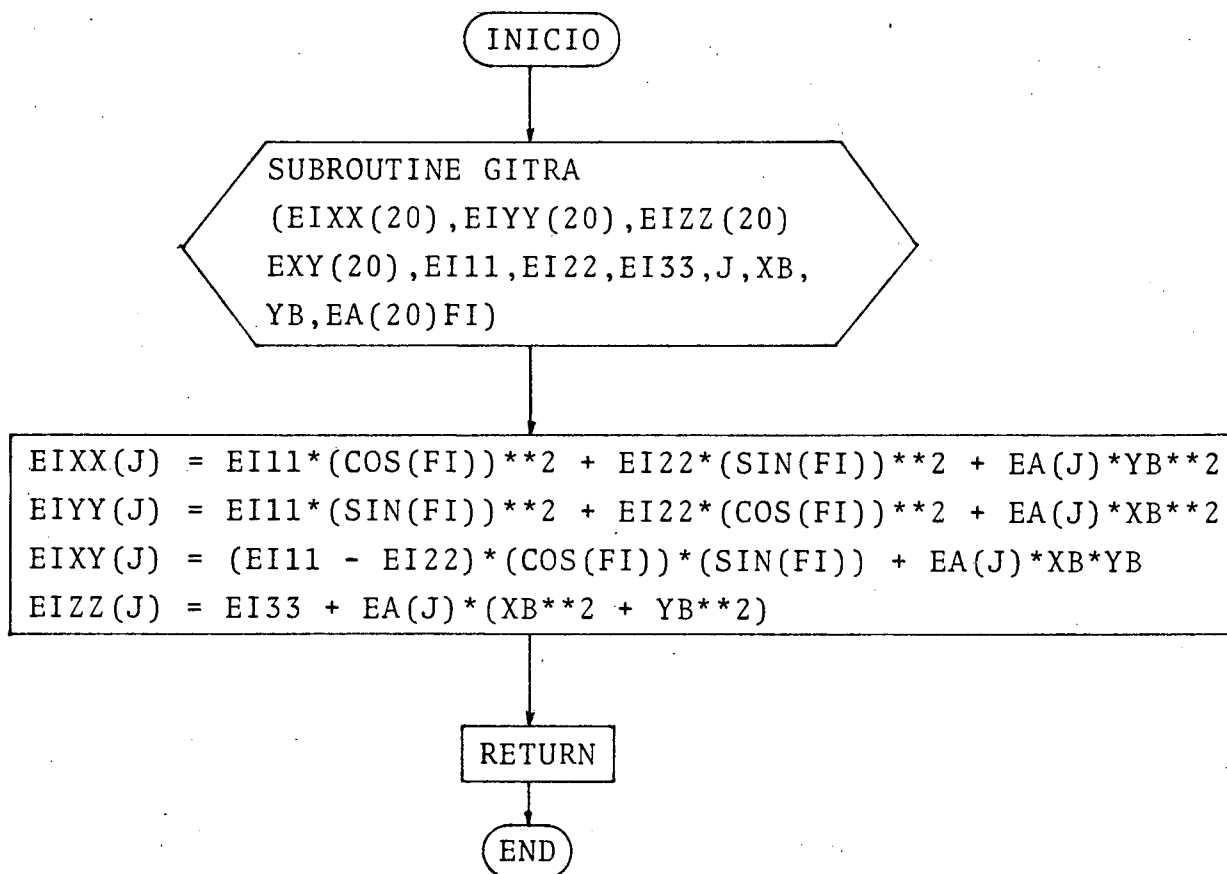 INICIO
SUBROUTINE GITRA
(EIXX(20),EIYY(20),EIZZ(20)
EXY(20),EI11,EI22,EI33,J,XB,
YB,EA(20)FI)
EIXX(J) = EI11*(COS(FI))**2 + EI22*(SIN(FI))**2 + EA(J)*YB**2
EIYY(J) = EI11*(SIN(FI))**2 + EI22*(COS(FI))**2 + EA(J)*XB**2
EIXY(J) = (EI11 - EI22)*(COS(FI))*(SIN(FI)) + EA(J)*XB*YB
EIZZ(J) = EI33 + EA(J)*(XB**2 + YB**2)
RETURN
END